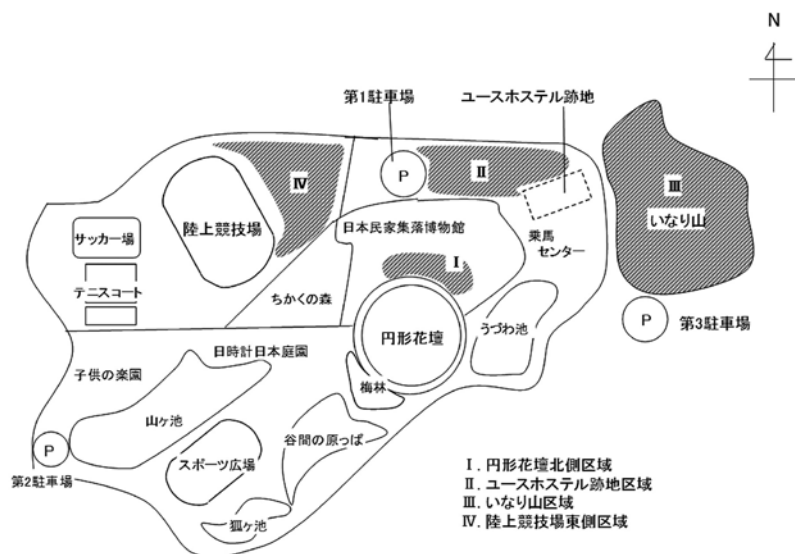 N
第1駐車場
ユースホステル跡地
P
Ⅱ
Ⅲ
Ⅳ
いなり山
陸上競技場
日本民家集落博物館
サッカー場
乗馬
センター
Ⅰ
テニスコート
ちかくの森
P
第3駐車場
円形花壇
うづわ池
日時計日本庭園
子供の楽園
梅林
山ヶ池
谷間の原っぱ
P
スポーツ広場
第2駐車場
狐ヶ池
Ⅰ. 円形花壇北側区域
Ⅱ. ユースホステル跡地区域
Ⅲ. いなり山区域
Ⅳ. 陸上競技場東側区域